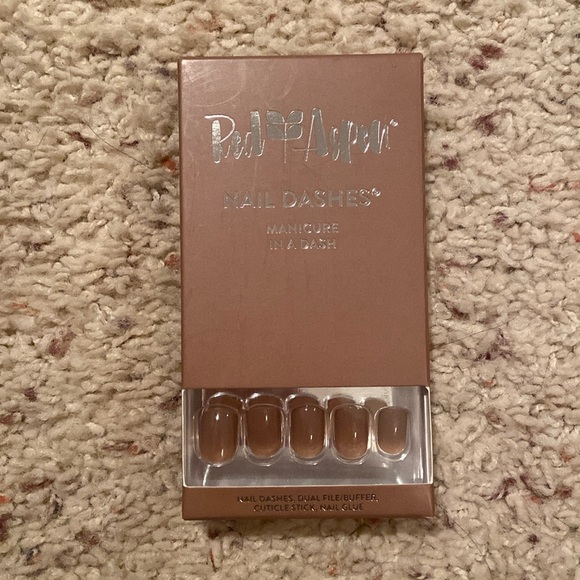 Red Aspen®
NAIL DASHES®
MANICURE
IN A DASH
NAIL DASHES, DUAL FILE/BUFFER,
CUTICLE STICK, NAIL GLUE